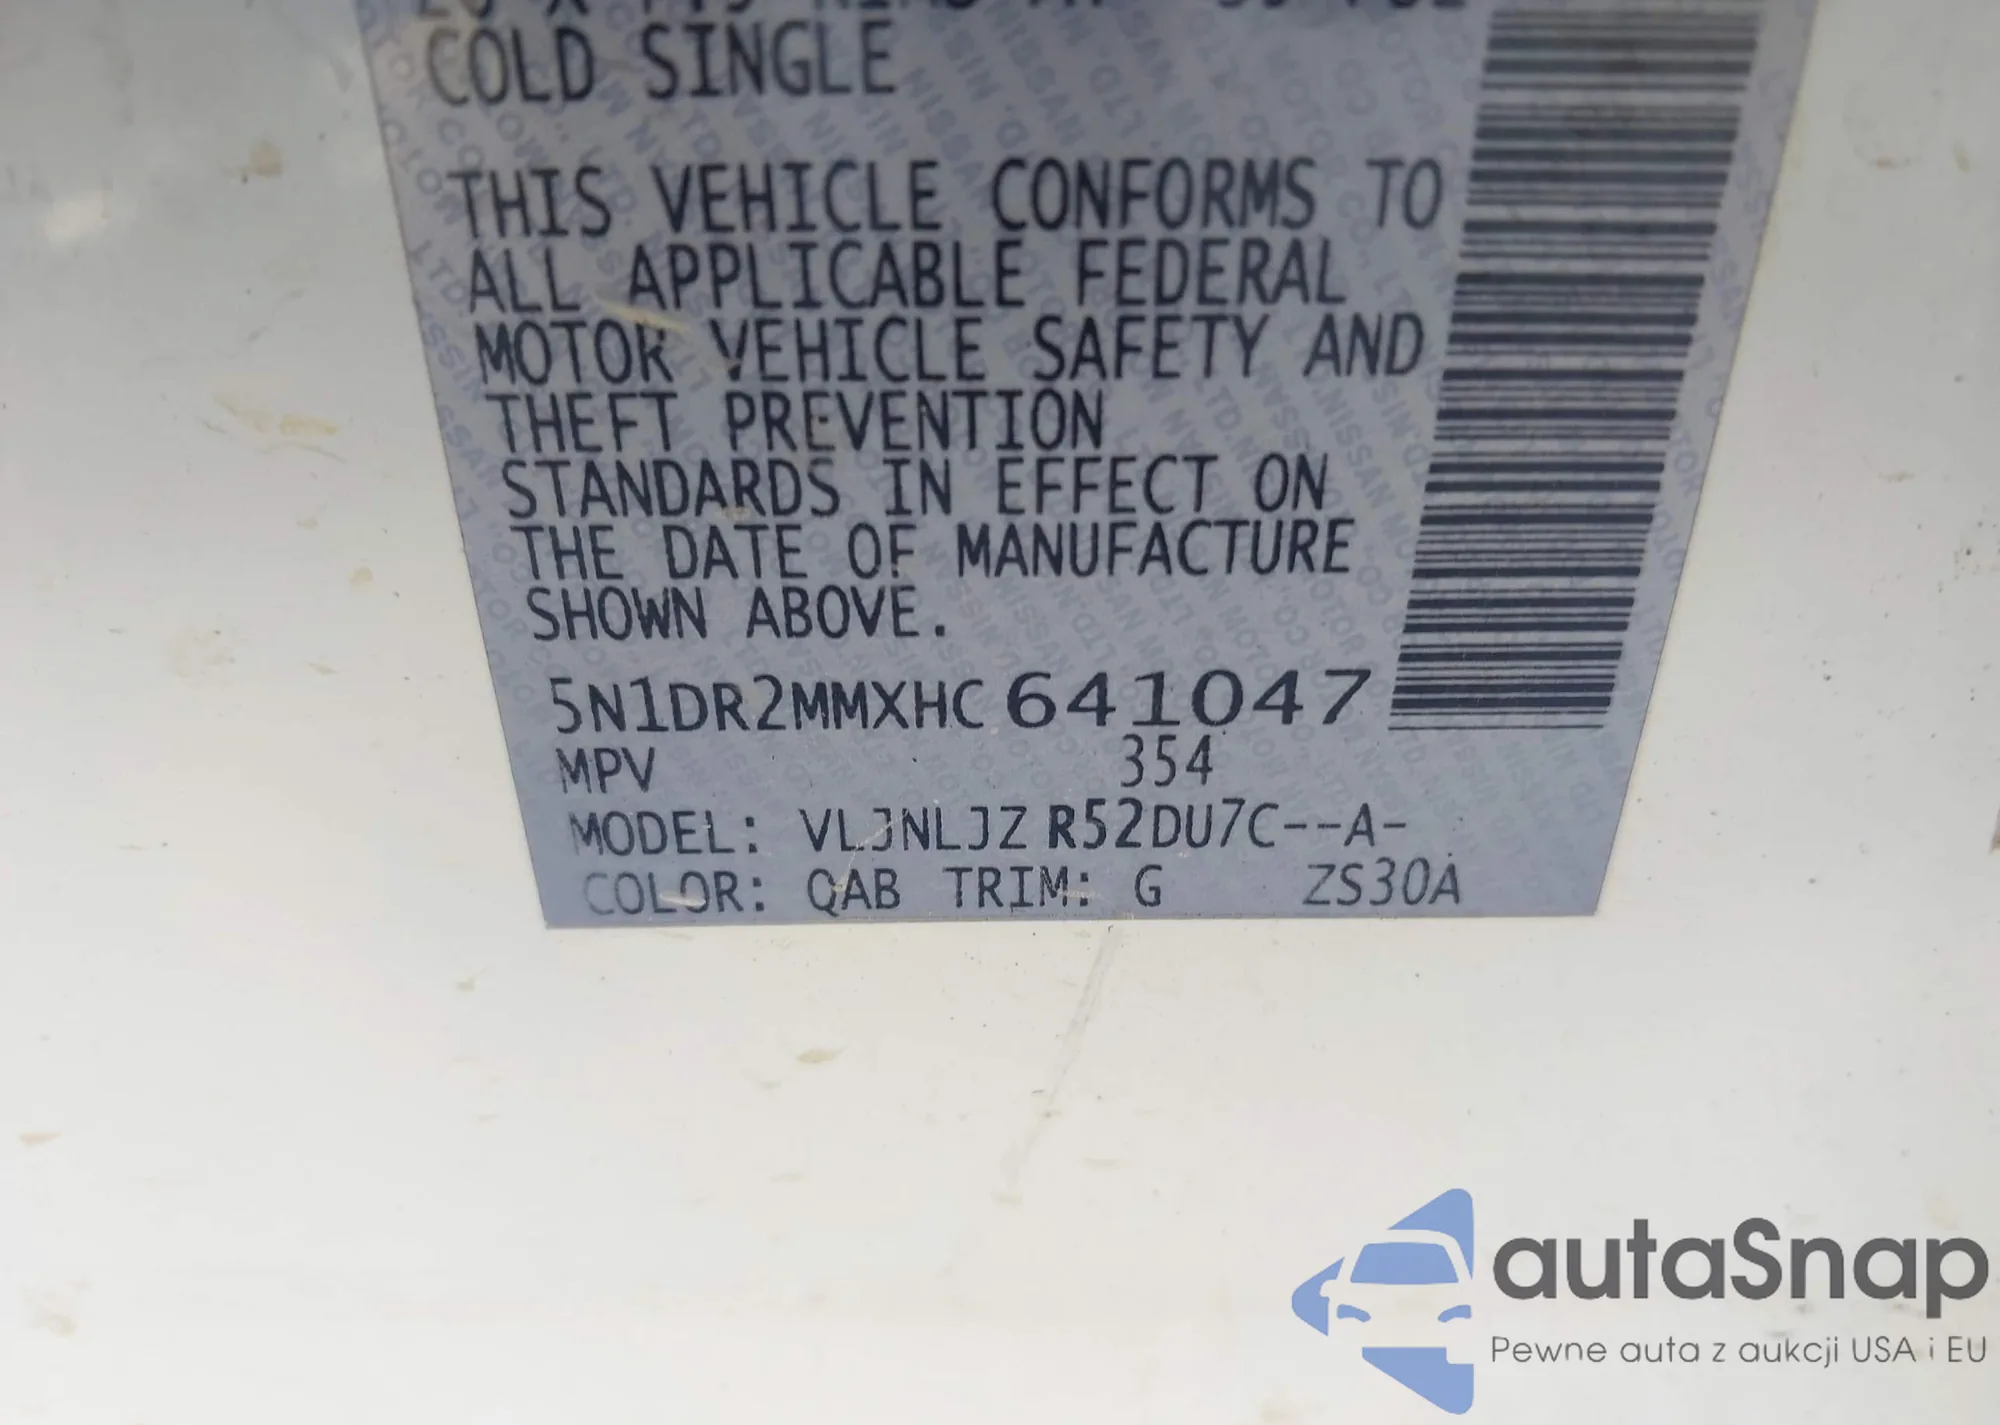 COLD SINGLE
THIS VEHICLE CONFORMS TO
ALL APPLICABLE FEDERAL
MOTOR VEHICLE SAFETY AND
THEFT PREVENTION
STANDARDS IN EFFECT ON
THE DATE OF MANUFACTURE
SHOWN ABOVE.
5N1DR2MMXHC641047
MPV 354
MODEL: VLJNLJZ R52DU7C--A-
COLOR: QAB TRIM: G ZS30A
autaSnap
Pewne auta z aukcji USA i EU